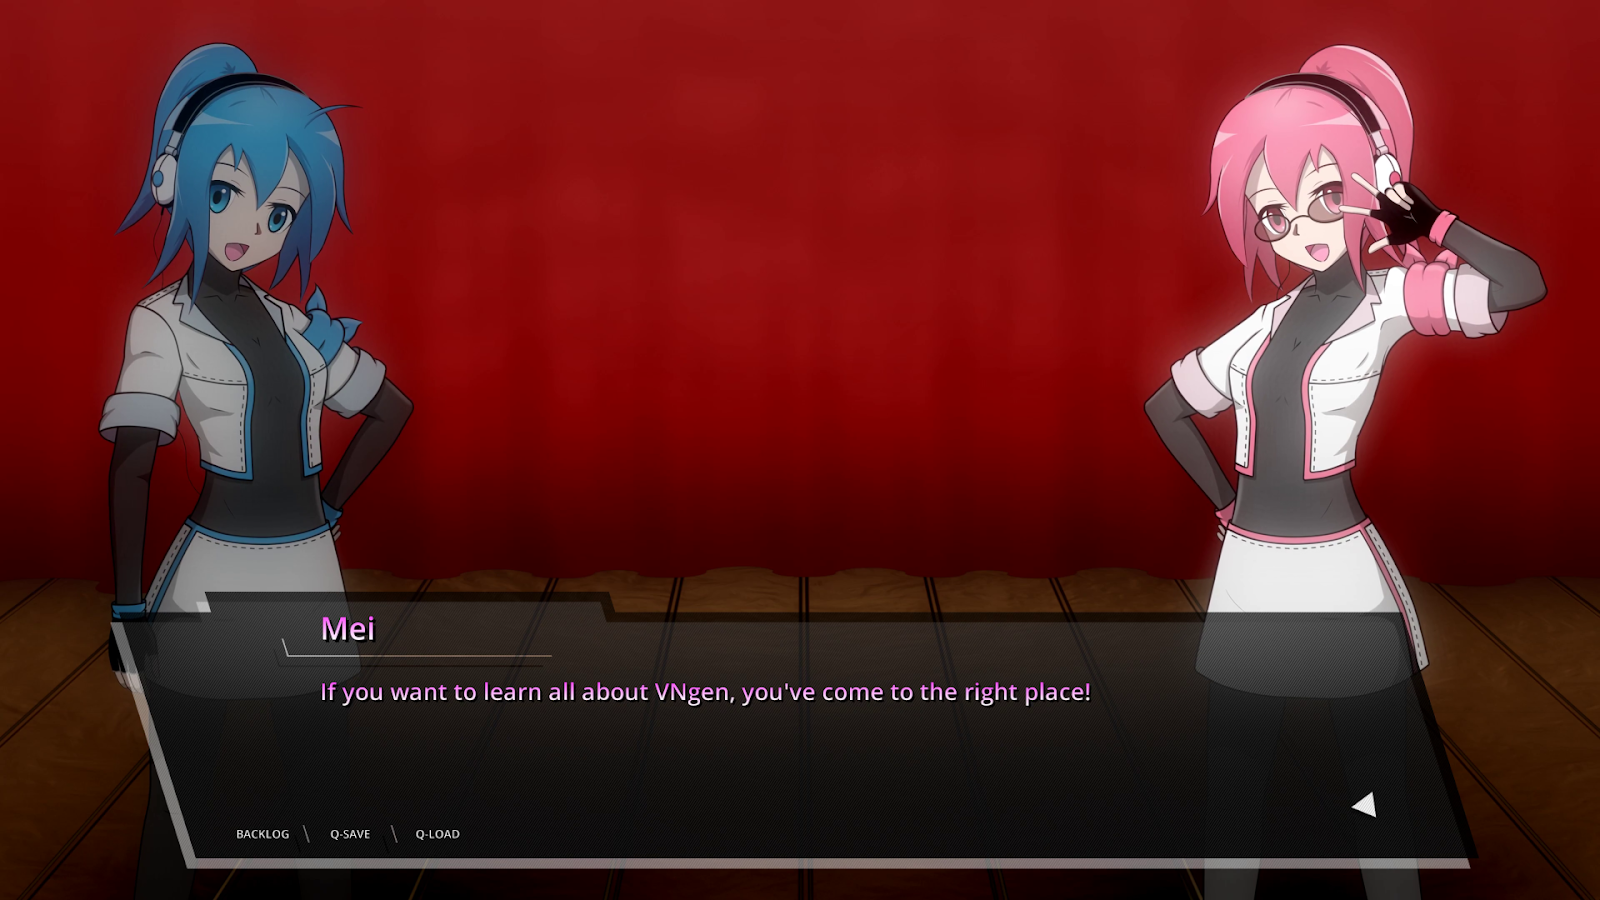 Mei
If you want to learn all about VNgen, you've come to the right place!
BACKLOG \ Q-SAVE \ Q-LOAD